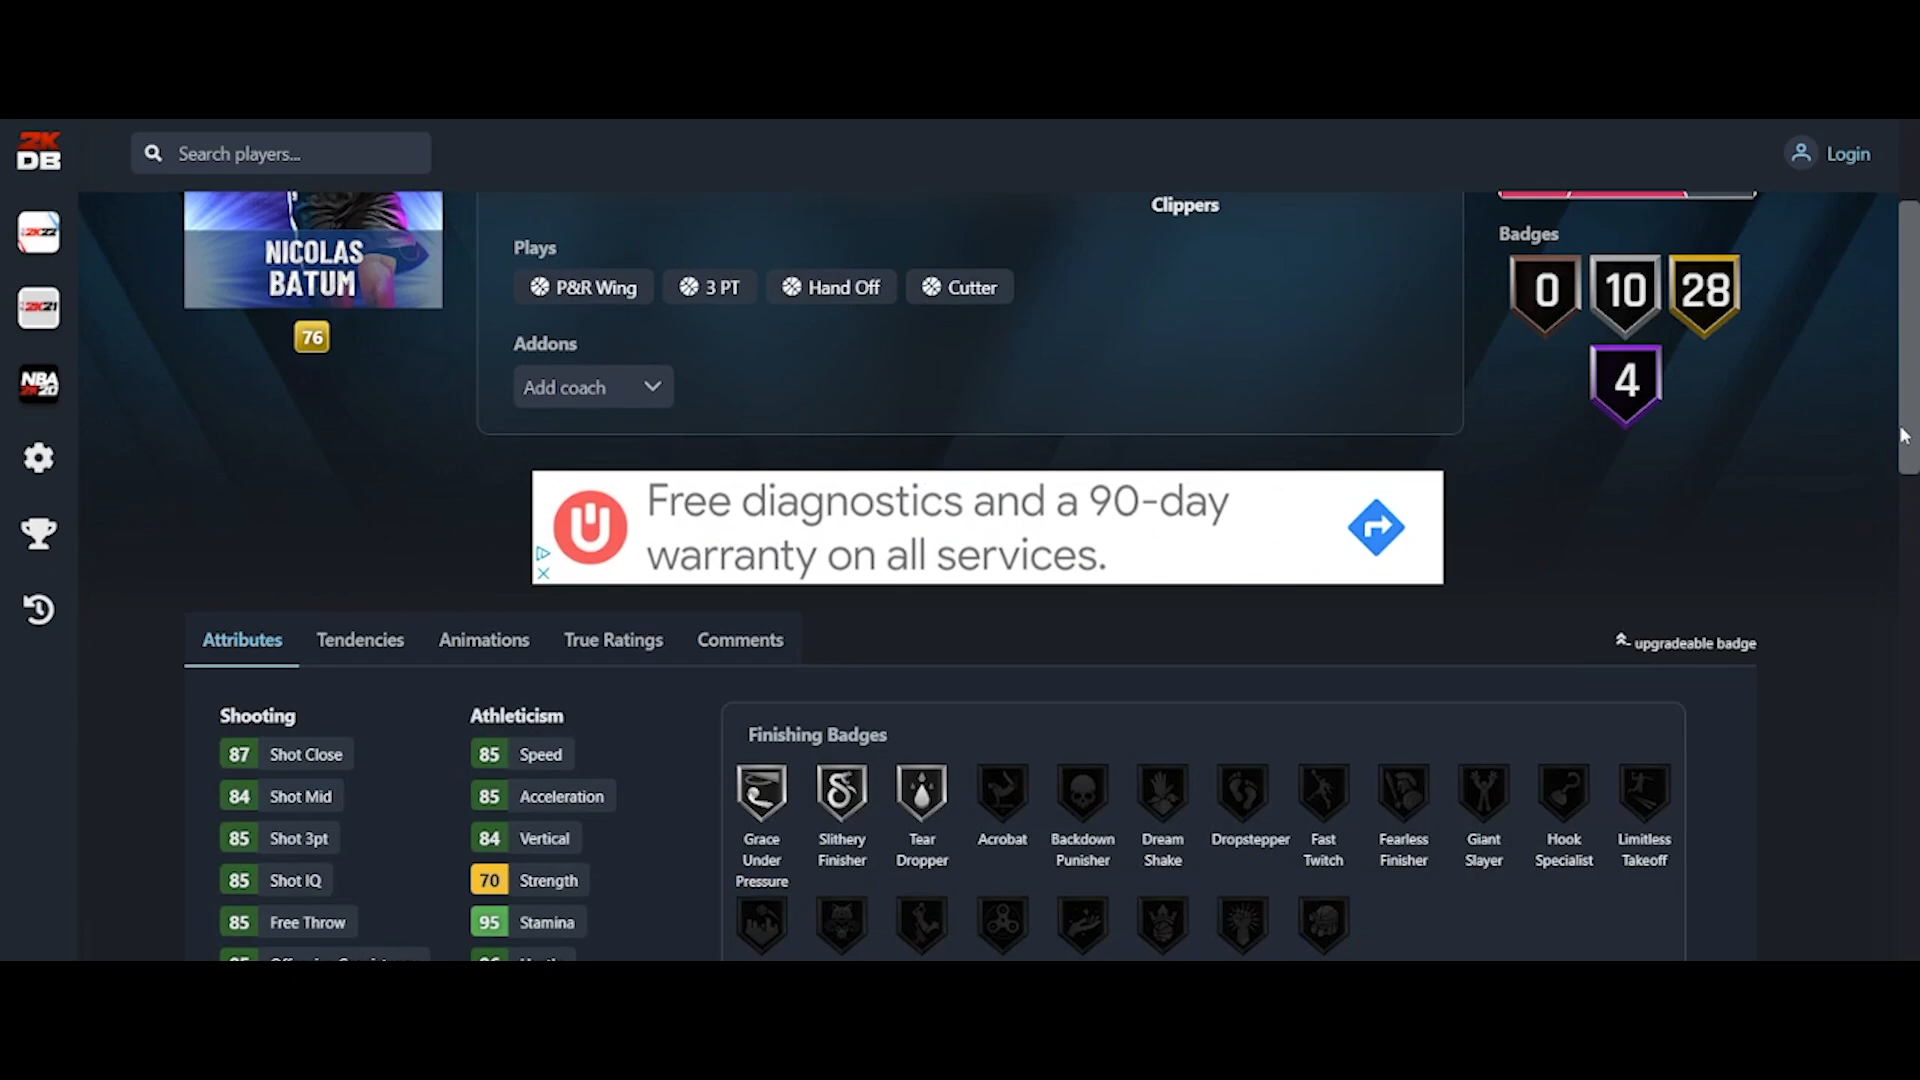 2K
DB
Search players...
Login
2K22
2K21
NBA
2K20
NICOLAS
BATUM
76
Clippers
Plays
P&R Wing
3 PT
Hand Off
Cutter
Addons
Add coach
Badges
0
10
28
4
Free diagnostics and a 90-day
warranty on all services.
Attributes
Tendencies
Animations
True Ratings
Comments
upgradeable badge
Shooting
87 Shot Close
84 Shot Mid
85 Shot 3pt
85 Shot IQ
85 Free Throw
Athleticism
85 Speed
85 Acceleration
84 Vertical
70 Strength
95 Stamina
Finishing Badges
Grace
Under
Pressure
Slithery
Finisher
Tear
Dropper
Acrobat
Backdown
Punisher
Dream
Shake
Dropstepper
Fast
Twitch
Fearless
Finisher
Giant
Slayer
Hook
Specialist
Limitless
Takeoff